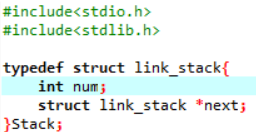 #include<stdio.h>
#include<stdlib.h>
typedef struct link_stack{
int num;
struct link_stack *next;
}Stack;